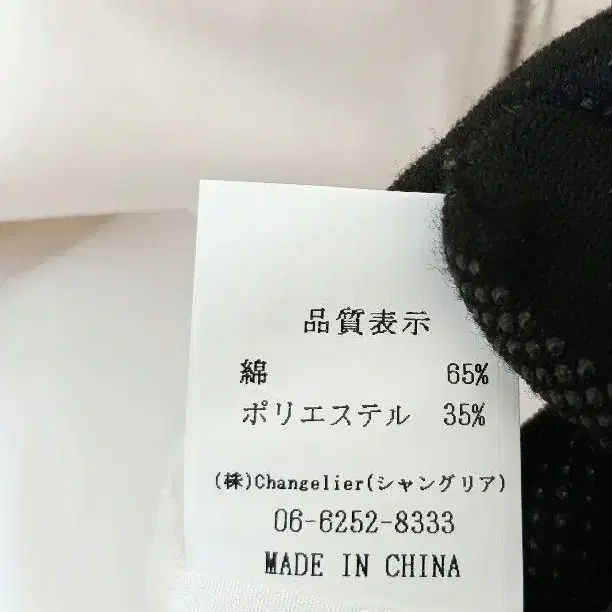 品質表示
綿 65%
ポリエステル 35%
(株)Changelier(シャングリア)
06-6252-8333
MADE IN CHINA